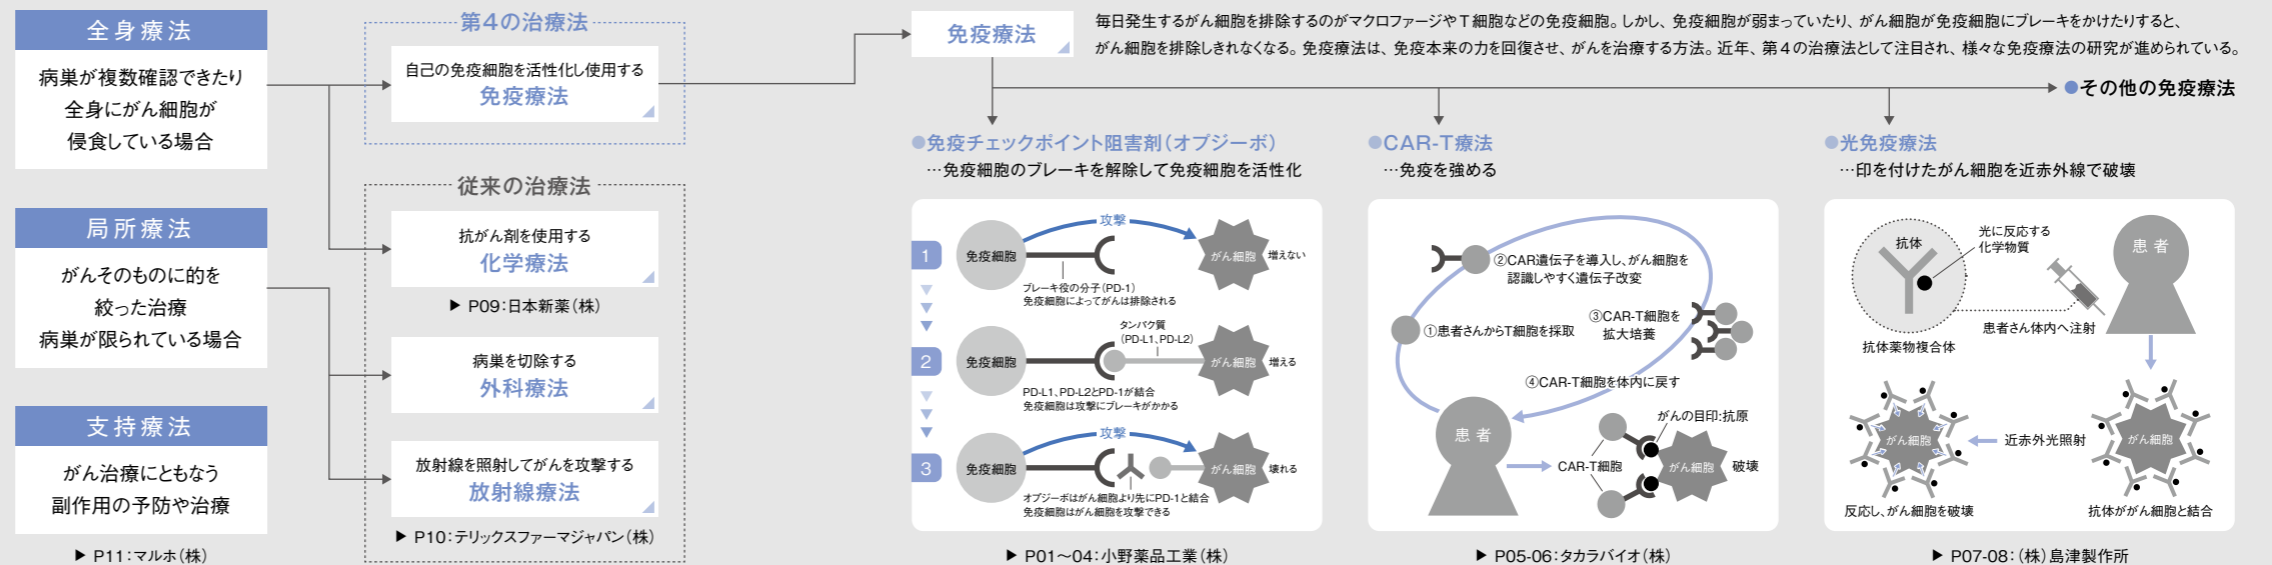 全身療法
病巣が複数確認できたり
全身にがん細胞が
侵食している場合
局所療法
がんそのものに的を
絞った治療
病巣が限られている場合
支持療法
がん治療にともなう
副作用の予防や治療
▶ P11：マルホ（株）
第4の治療法
自己の免疫細胞を活性化し使用する
免疫療法
従来の治療法
抗がん剤を使用する
化学療法
▶ P09：日本新薬（株）
病巣を切除する
外科療法
放射線を照射してがんを攻撃する
放射線療法
▶ P10：テリックスファーマジャパン（株）
免疫療法
毎日発生するがん細胞を排除するのがマクロファージやT細胞などの免疫細胞。しかし、免疫細胞が弱まっていたり、がん細胞が免疫細胞にブレーキをかけたりすると、
がん細胞を排除しきれなくなる。免疫療法は、免疫本来の力を回復させ、がんを治療する方法。近年、第4の治療法として注目され、様々な免疫療法の研究が進められている。
●その他の免疫療法
●免疫チェックポイント阻害剤（オプジーボ）
…免疫細胞のブレーキを解除して免疫細胞を活性化
1
免疫細胞
攻撃
がん細胞
増えない
ブレーキ役の分子（PD-1）
免疫細胞によってがんは排除される
2
免疫細胞
タンパク質
（PD-L1、PD-L2）
がん細胞
増える
PD-L1、PD-L2とPD-1が結合
免疫細胞は攻撃にブレーキがかかる
3
免疫細胞
攻撃
がん細胞
壊れる
オプジーボはがん細胞より先にPD-1と結合
免疫細胞はがん細胞を攻撃できる
▶ P01〜04：小野薬品工業（株）
●CAR-T療法
…免疫を強める
②CAR遺伝子を導入し、がん細胞を
認識しやすく遺伝子改変
①患者さんからT細胞を採取
③CAR-T細胞を
拡大培養
④CAR-T細胞を体内に戻す
患者
がんの目印:抗原
CAR-T細胞
がん細胞
破壊
▶ P05-06：タカラバイオ（株）
●光免疫療法
…印を付けたがん細胞を近赤外線で破壊
抗体
光に反応する
化学物質
患者
患者さん体内へ注射
抗体薬物複合体
がん細胞
近赤外光照射
がん細胞
反応し、がん細胞を破壊
抗体ががん細胞と結合
▶ P07-08：（株）島津製作所